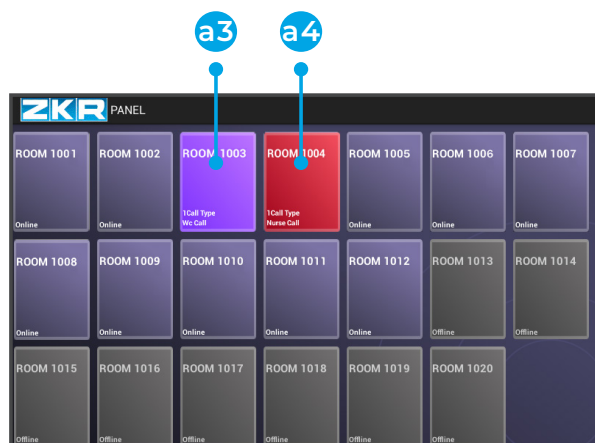 a3 a4
ZKR PANEL
ROOM 1001 ROOM 1002 ROOM 1003 ROOM 1004 ROOM 1005 ROOM 1006 ROOM 1007
1Call Type 1Call Type
Online Online Wc Call Nurse Call Online Online Online
ROOM 1008 ROOM 1009 ROOM 1010 ROOM 1011 ROOM 1012 ROOM 1013 ROOM 1014
Online Online Online Online Online Offline Offline
ROOM 1015 ROOM 1016 ROOM 1017 ROOM 1018 ROOM 1019 ROOM 1020
Offline Offline Offline Offline Offline Offline